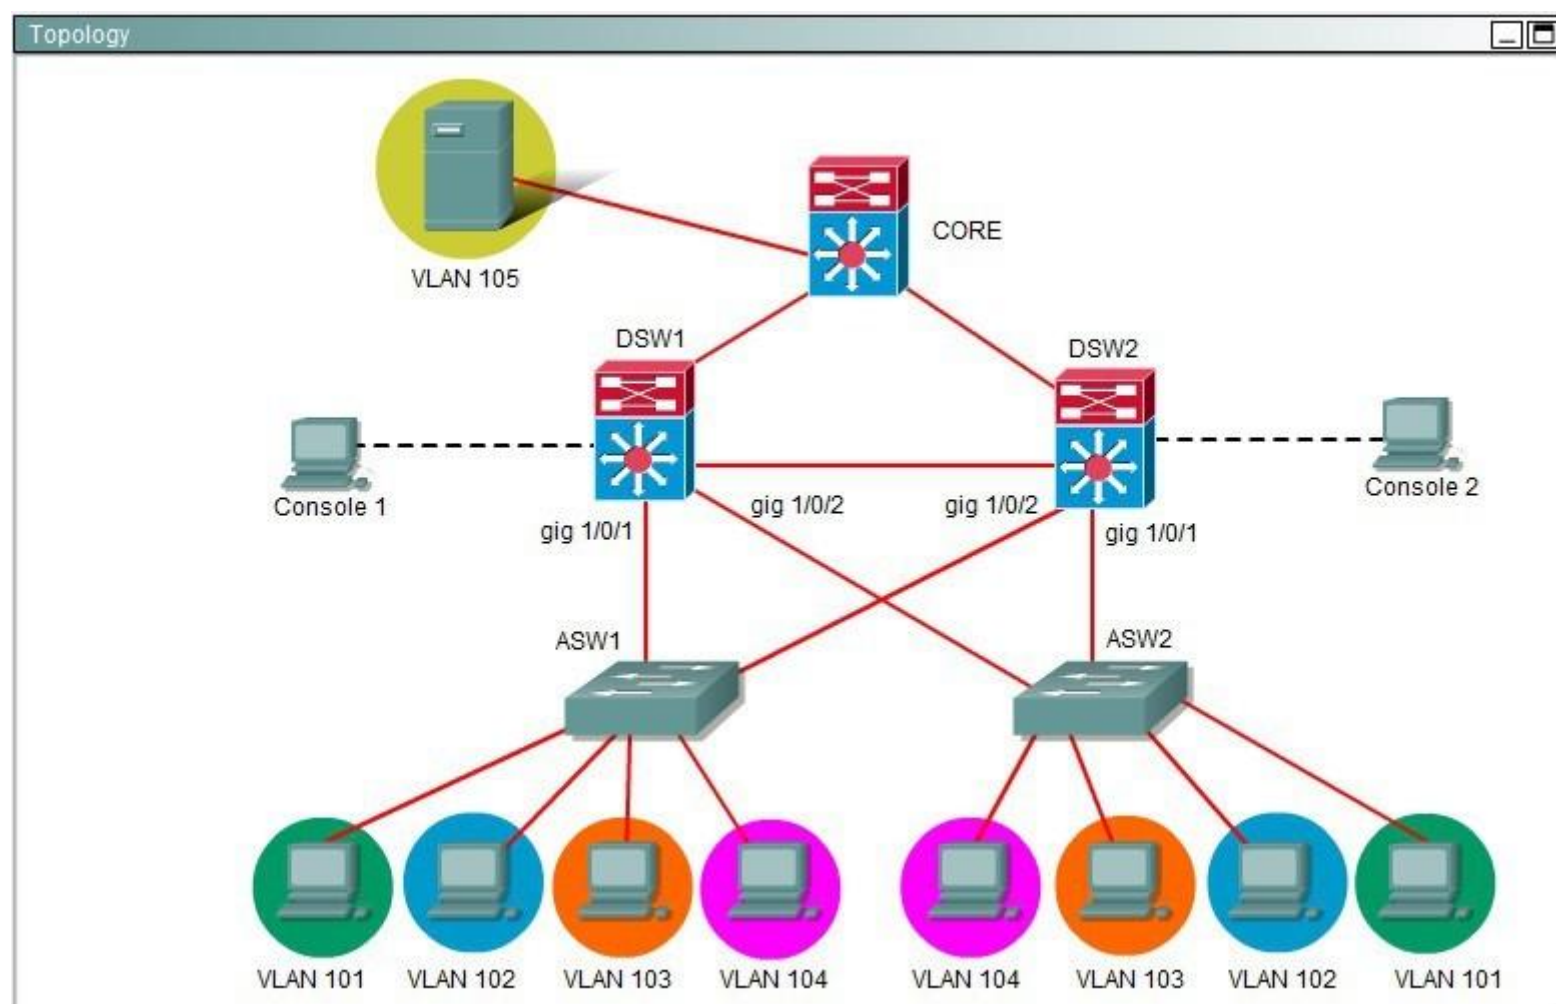 Topology
VLAN 105
CORE
DSW1
DSW2
Console 1
Console 2
gig 1/0/1
gig 1/0/2
gig 1/0/2
gig 1/0/1
ASW1
ASW2
VLAN 101
VLAN 102
VLAN 103
VLAN 104
VLAN 104
VLAN 103
VLAN 102
VLAN 101